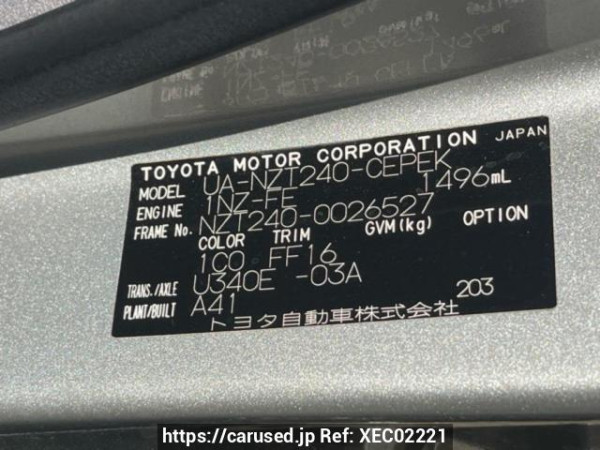 TOYOTA MOTOR CORPORATION JAPAN
MODEL UA-NZT240-CEPEK
ENGINE 1NZ-FE 1496mL
FRAME No. NZT240-0026527
COLOR TRIM GVM(kg) OPTION
1C0 FF16
TRANS./AXLE U340E -03A
PLANT/BUILT A41 203
トヨタ自動車株式会社
https://carused.jp Ref: XEC02221